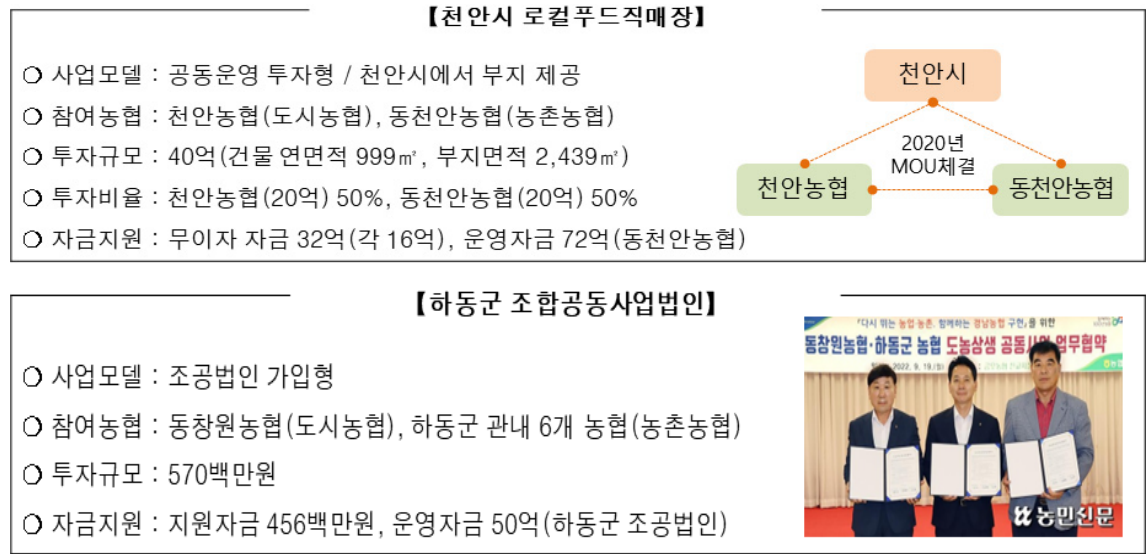 【천안시 로컬푸드직매장】
❍ 사업모델 : 공동운영 투자형 / 천안시에서 부지 제공
❍ 참여농협 : 천안농협(도시농협), 동천안농협(농촌농협)
❍ 투자규모 : 40억(건물 연면적 999㎡, 부지면적 2,439㎡)
❍ 투자비율 : 천안농협(20억) 50%, 동천안농협(20억) 50%
❍ 자금지원 : 무이자 자금 32억(각 16억), 운영자금 72억(동천안농협)
천안시
2020년
MOU체결
천안농협
동천안농협
【하동군 조합공동사업법인】
❍ 사업모델 : 조공법인 가입형
❍ 참여농협 : 동창원농협(도시농협), 하동군 관내 6개 농협(농촌농협)
❍ 투자규모 : 570백만원
❍ 자금지원 : 지원자금 456백만원, 운영자금 50억(하동군 조공법인)
『다시 뛰는 농업·농촌, 함께하는 경남농협 구현』을 위한
동창원농협·하동군 농협 도농상생 공동사업 업무협약
2022. 9. 19.(월)
농민신문